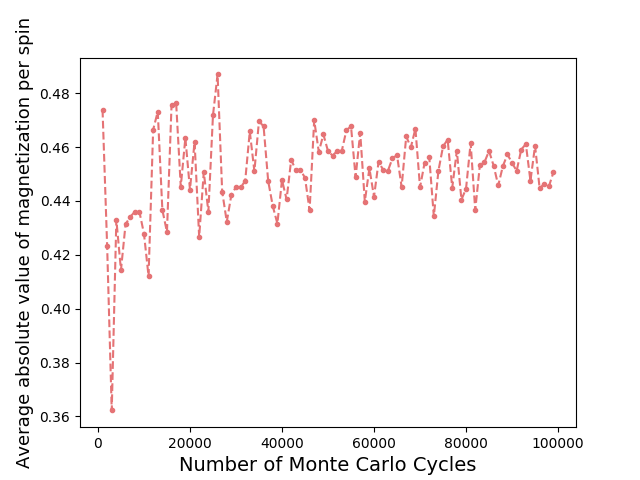 Average absolute value of magnetization per spin
0.48
0.46
0.44
0.42
0.40
0.38
0.36
0 20000 40000 60000 80000 100000
Number of Monte Carlo Cycles